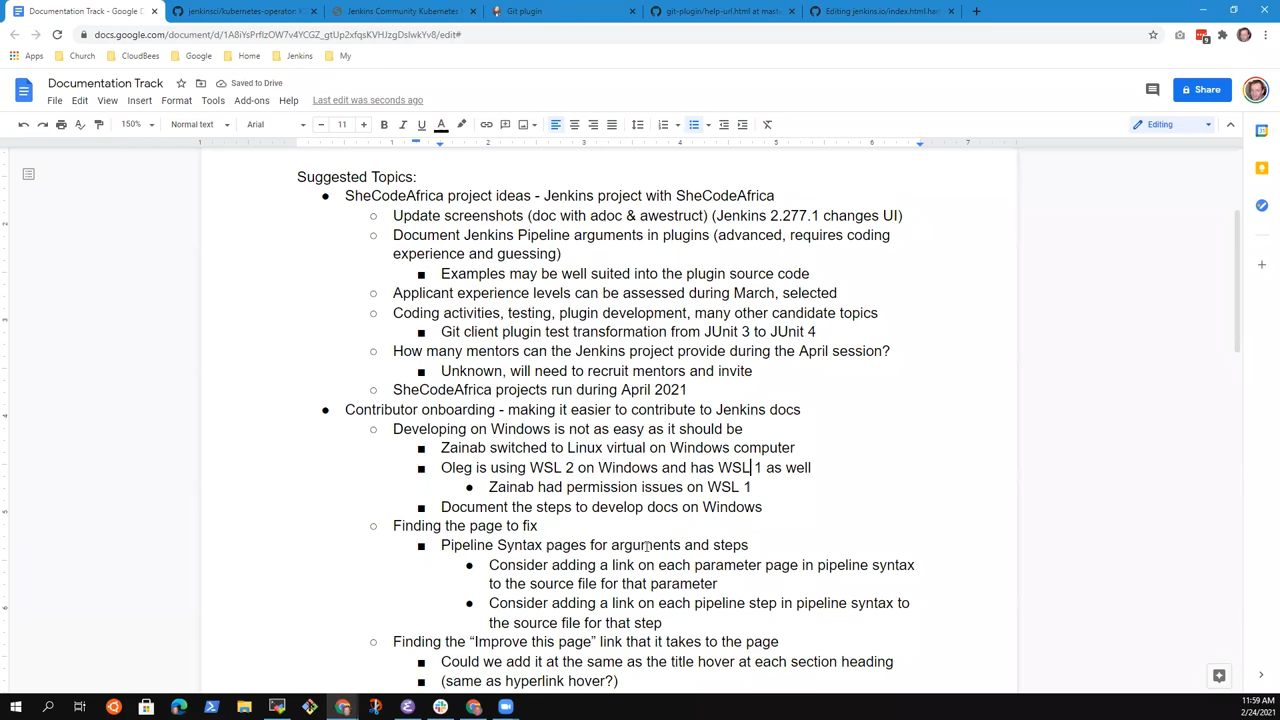 Documentation Track - Google D
jenkinsci/kubernetes-operator: K
Jenkins Community Kubernetes
Git plugin
git-plugin/help-url.html at mast
Editing jenkins.io/index.html.ha
docs.google.com/document/d/1A8iYsPrflzOW7v4YCGZ_gtUp2xfqsKVHJzgDslwkYv8/edit#
Apps
Church
CloudBees
Google
Home
Jenkins
My
Documentation Track
Saved to Drive
File Edit View Insert Format Tools Add-ons Help Last edit was seconds ago
Share
150%
Normal text
Arial
11
Editing
1 1 2 3 4 5 6 7
Suggested Topics:
● SheCodeAfrica project ideas - Jenkins project with SheCodeAfrica
○ Update screenshots (doc with adoc & awestruct) (Jenkins 2.277.1 changes UI)
○ Document Jenkins Pipeline arguments in plugins (advanced, requires coding
experience and guessing)
■ Examples may be well suited into the plugin source code
○ Applicant experience levels can be assessed during March, selected
○ Coding activities, testing, plugin development, many other candidate topics
■ Git client plugin test transformation from JUnit 3 to JUnit 4
○ How many mentors can the Jenkins project provide during the April session?
■ Unknown, will need to recruit mentors and invite
○ SheCodeAfrica projects run during April 2021
● Contributor onboarding - making it easier to contribute to Jenkins docs
○ Developing on Windows is not as easy as it should be
■ Zainab switched to Linux virtual on Windows computer
■ Oleg is using WSL 2 on Windows and has WSL 1 as well
● Zainab had permission issues on WSL 1
■ Document the steps to develop docs on Windows
○ Finding the page to fix
■ Pipeline Syntax pages for arguments and steps
● Consider adding a link on each parameter page in pipeline syntax
to the source file for that parameter
● Consider adding a link on each pipeline step in pipeline syntax to
the source file for that step
○ Finding the “Improve this page” link that it takes to the page
■ Could we add it at the same as the title hover at each section heading
■ (same as hyperlink hover?)
11:59 AM
2/24/2021